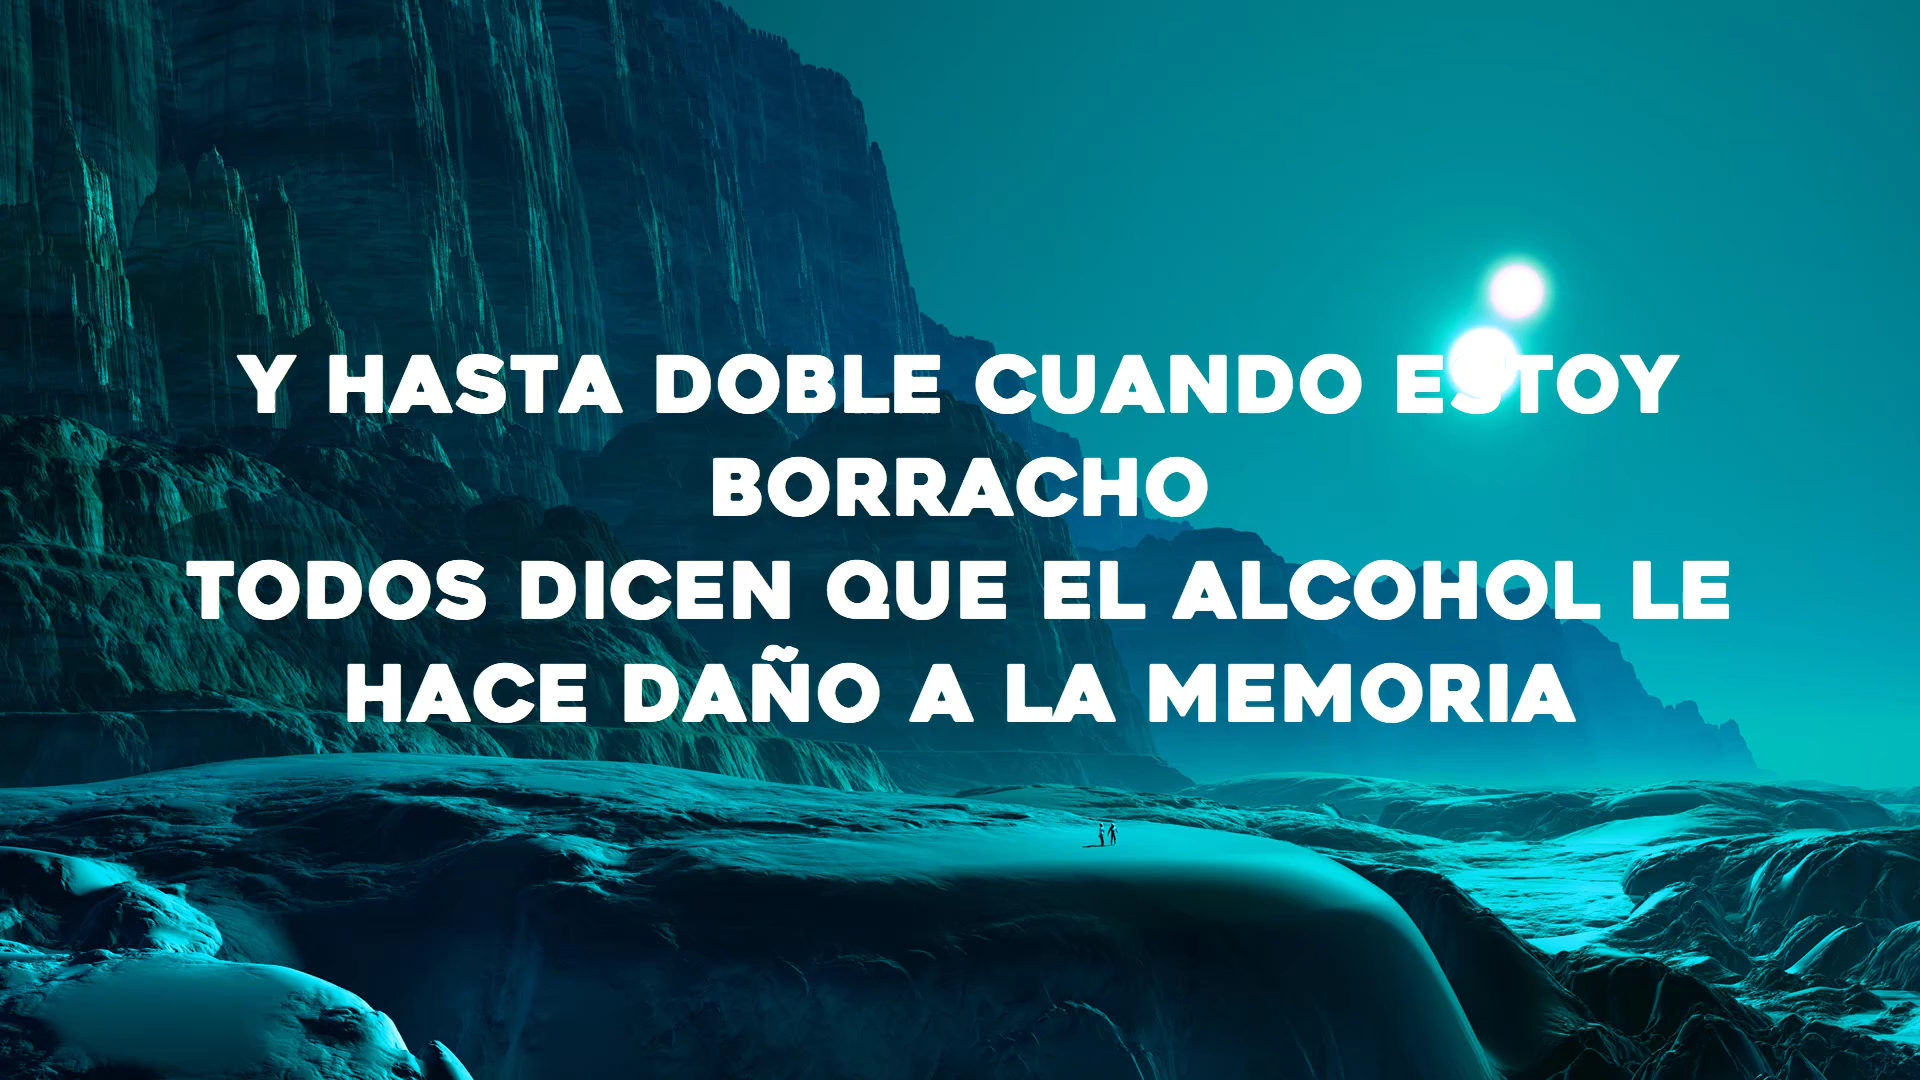 Y HASTA DOBLE CUANDO ESTOY
BORRACHO
TODOS DICEN QUE EL ALCOHOL LE
HACE DAÑO A LA MEMORIA